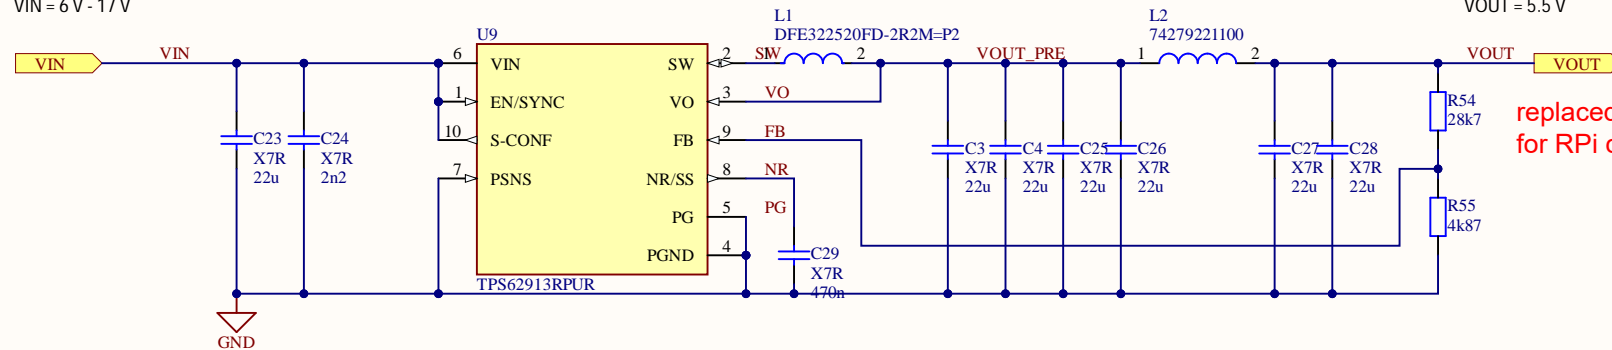 VIN = 6 V - 17 V
VOUT = 5.5 V
VIN
VIN
U9
TPS62913RPUR
6
VIN
1
EN/SYNC
10
S-CONF
7
PSNS
SW
2
VO
3
FB
9
NR/SS
8
PG
5
PGND
4
SW
VO
FB
NR
PG
L1
DFE322520FD-2R2M=P2
1
2
VOUT_PRE
L2
74279221100
1
2
VOUT
VOUT
C23
X7R
22u
C24
X7R
2n2
C29
X7R
470n
C3
X7R
22u
C4
X7R
22u
C25
X7R
22u
C26
X7R
22u
C27
X7R
22u
C28
X7R
22u
R54
28k7
R55
4k87
replaced
for RPi
GND